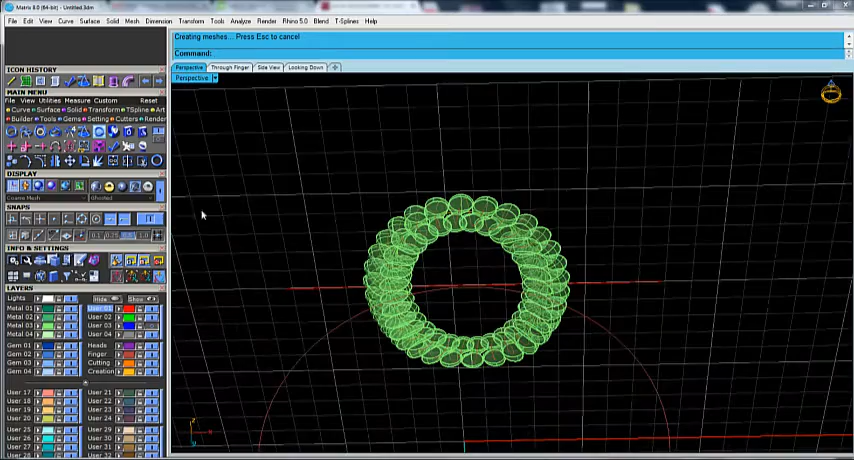 Matrix 8.0 (64-bit) - Untitled.3dm
File Edit View Curve Surface Solid Mesh Dimension Transform Tools Analyze Render Rhino 5.0 Blend T-Splines Help
Creating meshes... Press Esc to cancel
Command:
Perspective Through Finger Side View Looking Down
Perspective
ICON HISTORY
MAIN MENU
File View Utilities Measure Custom Reset
Curve Surface Solid Transform TSpline Art
Builder Tools Gems Setting Cutters Render
DISPLAY
Coarse Mesh Ghosted
SNAPS
INFO & SETTINGS
LAYERS
Lights Hide Show
Metal 01 User 01
Metal 02 User 02
Metal 03 User 03
Metal 04 User 04
Gem 01 Heads
Gem 02 Finger
Gem 03 Cutting
Gem 04 Creation
User 17 User 21
User 18 User 22
User 19 User 23
User 20 User 24
User 25 User 29
User 26 User 30
User 27 User 31
User 28 User 32